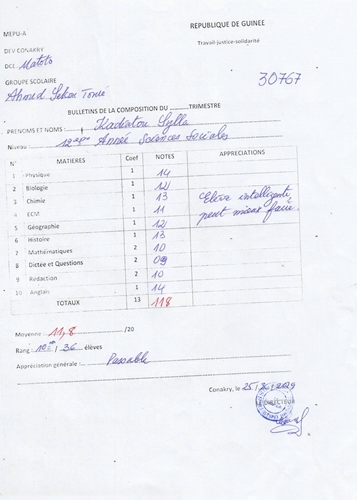 MEPU-A
REPUBLIQUE DE GUINEE
Travail-justice-solidarité
DEV CONAKRY
DCE Matoto
GROUPE SCOLAIRE
Ahmed Sekou Touré
30767
BULLETINS DE LA COMPOSITION DU .........TRIMESTRE
PRENOMS ET NOMS : Kadiatou Sylla
Niveau : 12ème Année Sciences Sociales
N° MATIERES Coef NOTES APPRECIATIONS
1 Physique 1 14
2 Biologie 1 12
3 Chimie 1 13
4 ECM 1 11
5 Géographie 1 12
6 Histoire 1 13
7 Mathématiques 2 10
8 Dictée et Questions 2 09
9 Rédaction 2 10
20 Anglais 1 14
Elève intelligent,
peut mieux faire.
TOTAUX 13 118
Moyenne : 11,8 /20
Rang : 10è / 36 élèves
Appréciation générale : Passable
Conakry, le 25
LE DIRECTEUR